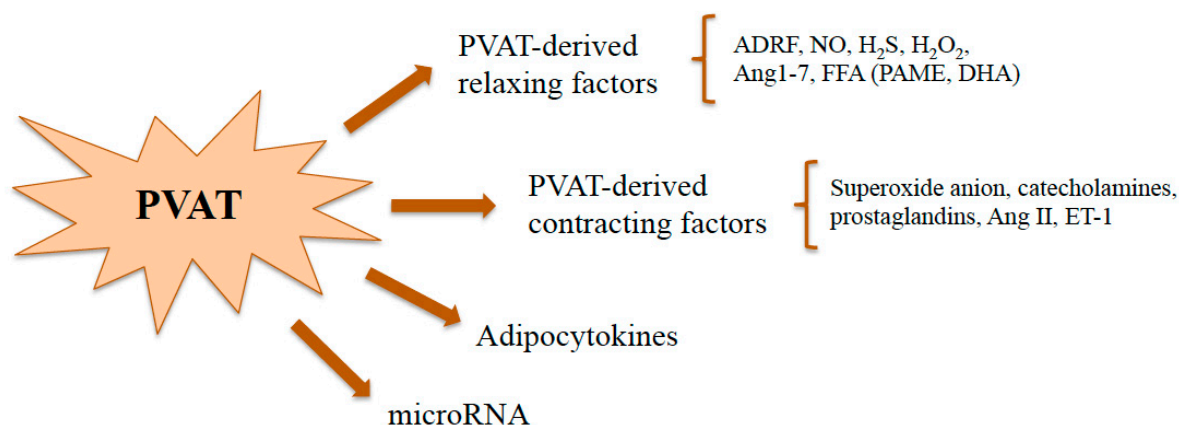 PVAT
PVAT-derived
relaxing factors
ADRF, NO, H₂S, H₂O₂,
Ang1-7, FFA (PAME, DHA)
PVAT-derived
contracting factors
Superoxide anion, catecholamines,
prostaglandins, Ang II, ET-1
Adipocytokines
microRNA